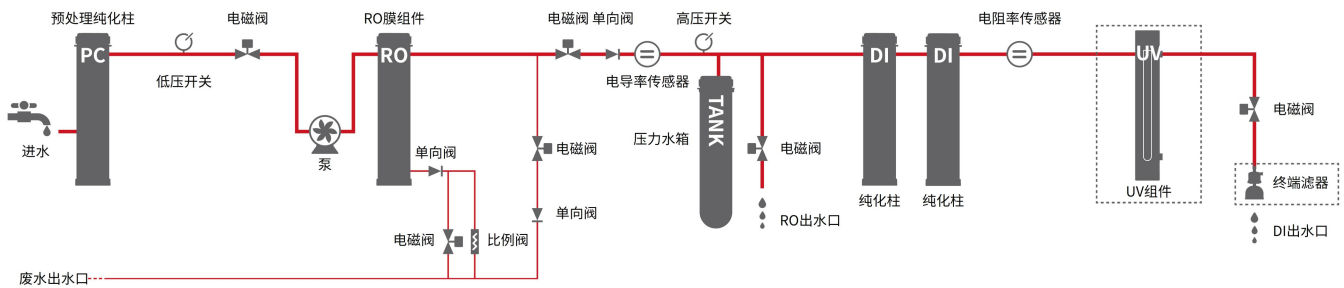 预处理纯化柱
电磁阀
RO膜组件
电磁阀
单向阀
高压开关
电阻率传感器
PC
RO
DI
DI
UV
低压开关
电导率传感器
TANK
电磁阀
进水
泵
单向阀
电磁阀
压力水箱
电磁阀
终端滤器
UV组件
纯化柱
纯化柱
单向阀
RO出水口
DI出水口
电磁阀
比例阀
废水出水口